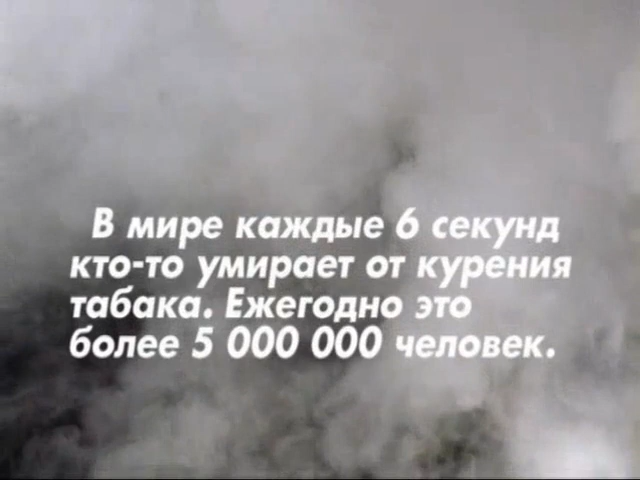 В мире каждые 6 секунд
кто-то умирает от курения
табака. Ежегодно это
более 5 000 000 человек.